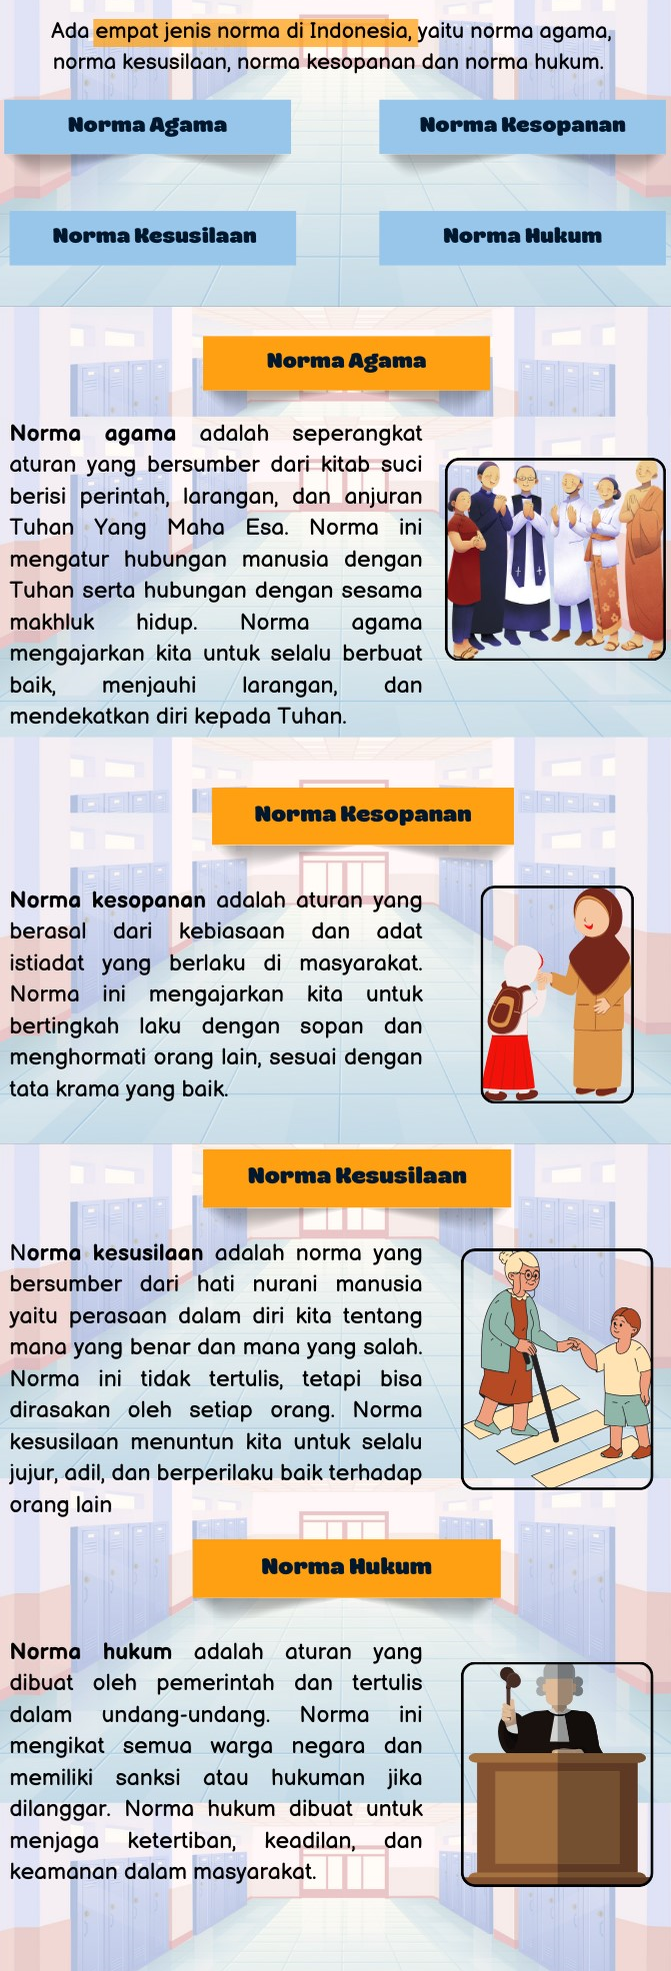 Ada empat jenis norma di Indonesia, yaitu norma agama,
norma kesusilaan, norma kesopanan dan norma hukum.
Norma Agama
Norma Kesopanan
Norma Kesusilaan
Norma Hukum
Norma Agama
Norma agama adalah seperangkat
aturan yang bersumber dari kitab suci
berisi perintah, larangan, dan anjuran
Tuhan Yang Maha Esa. Norma ini
mengatur hubungan manusia dengan
Tuhan serta hubungan dengan sesama
makhluk hidup. Norma agama
mengajarkan kita untuk selalu berbuat
baik, menjauhi larangan, dan
mendekatkan diri kepada Tuhan.
Norma Kesopanan
Norma kesopanan adalah aturan yang
berasal dari kebiasaan dan adat
istiadat yang berlaku di masyarakat.
Norma ini mengajarkan kita untuk
bertingkah laku dengan sopan dan
menghormati orang lain, sesuai dengan
tata krama yang baik.
Norma Kesusilaan
Norma kesusilaan adalah norma yang
bersumber dari hati nurani manusia
yaitu perasaan dalam diri kita tentang
mana yang benar dan mana yang salah.
Norma ini tidak tertulis, tetapi bisa
dirasakan oleh setiap orang. Norma
kesusilaan menuntun kita untuk selalu
jujur, adil, dan berperilaku baik terhadap
orang lain
Norma Hukum
Norma hukum adalah aturan yang
dibuat oleh pemerintah dan tertulis
dalam undang-undang. Norma ini
mengikat semua warga negara dan
memiliki sanksi atau hukuman jika
dilanggar. Norma hukum dibuat untuk
menjaga ketertiban, keadilan, dan
keamanan dalam masyarakat.